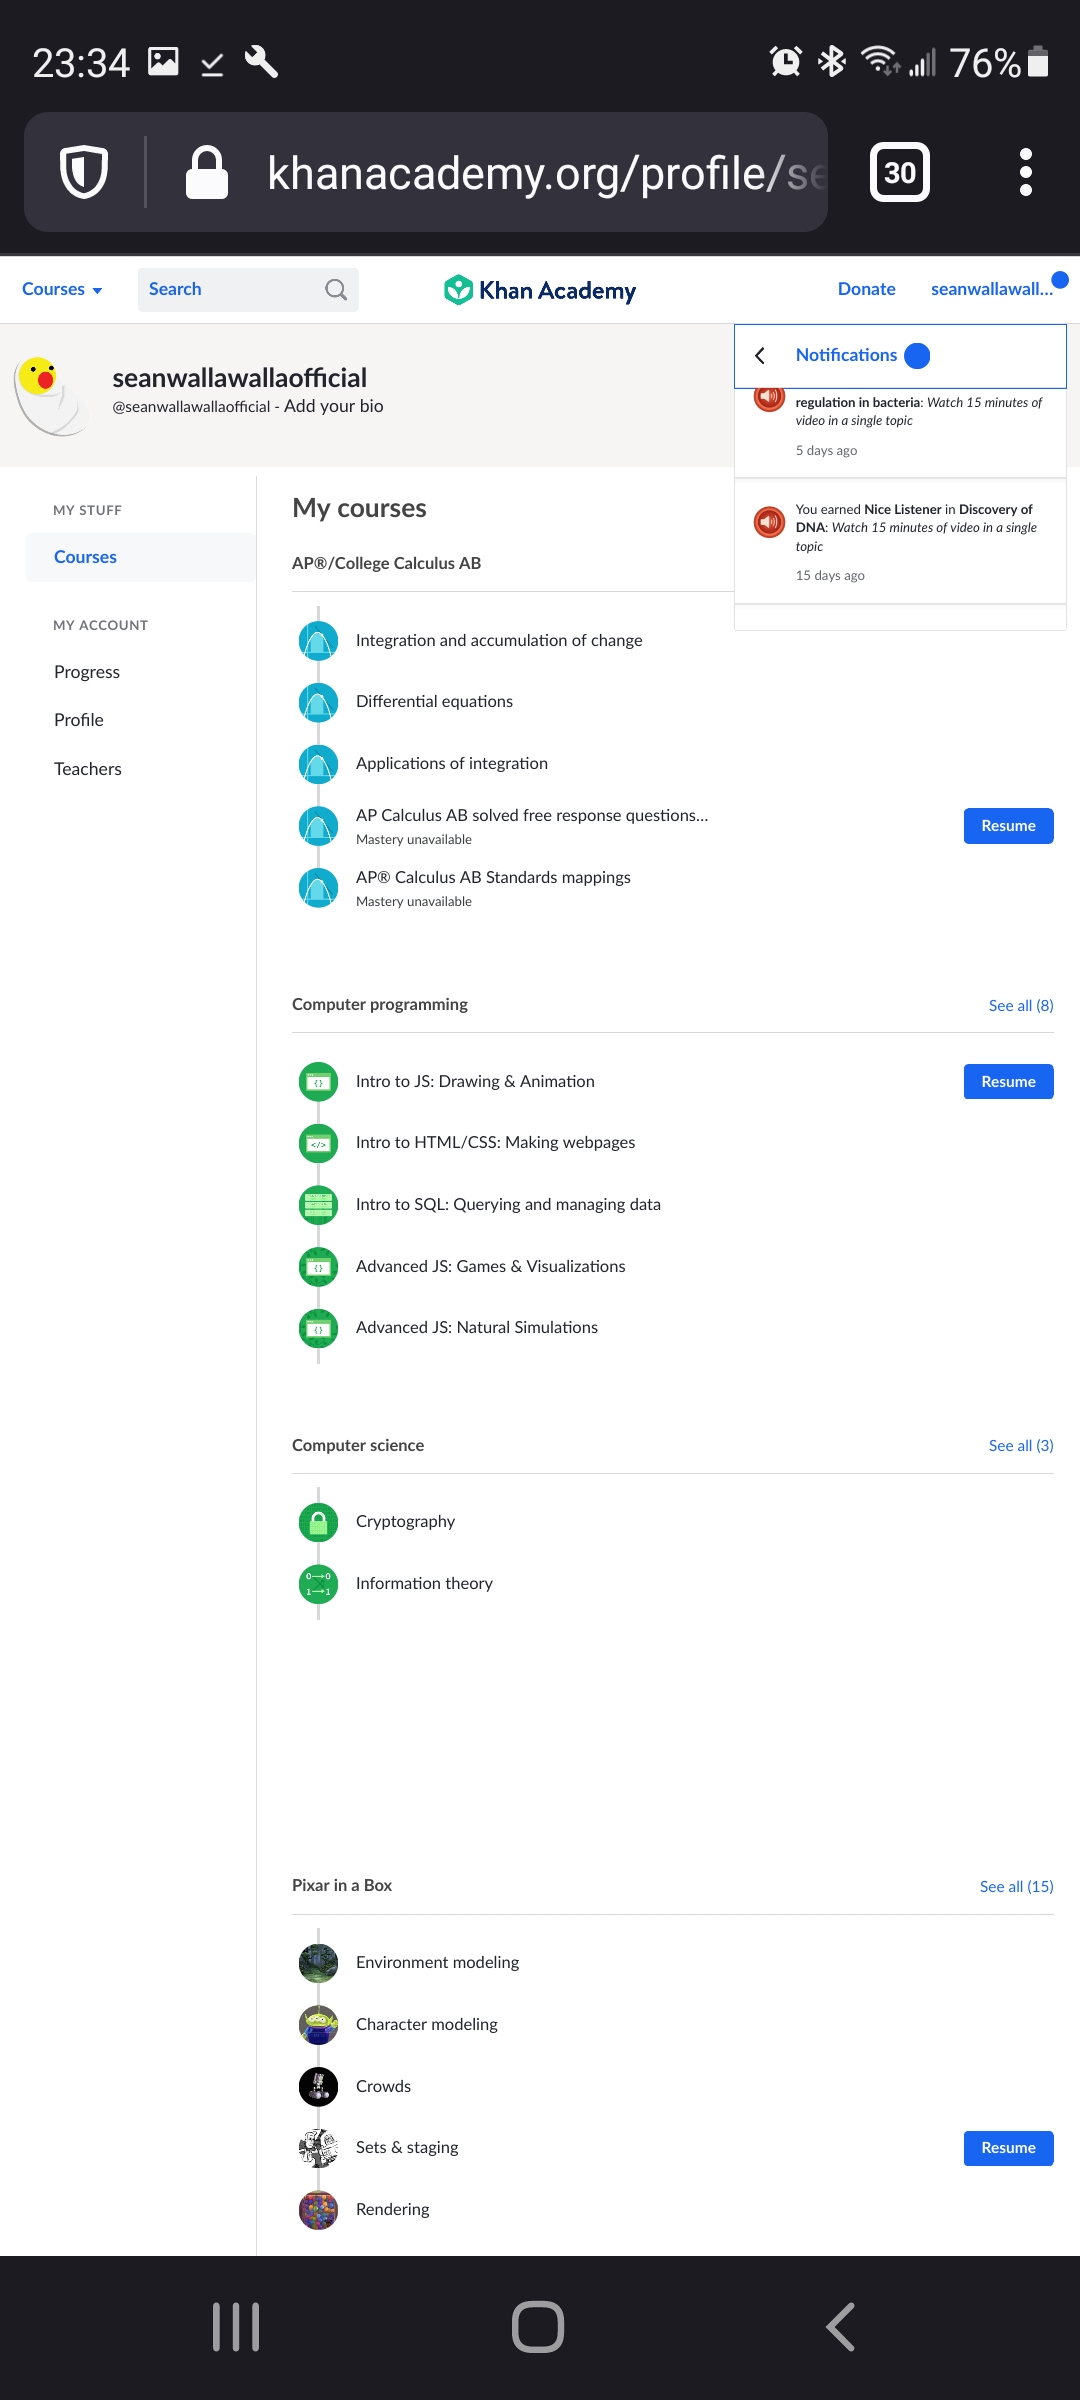 23:34
76%
khanacademy.org/profile/se
30
Courses
Search
Khan Academy
Donate
seanwallawall...
Notifications
seanwallawallaofficial
@seanwallawallaofficial - Add your bio
regulation in bacteria: Watch 15 minutes of
video in a single topic
5 days ago
You earned Nice Listener in Discovery of
DNA: Watch 15 minutes of video in a single
topic
15 days ago
MY STUFF
Courses
MY ACCOUNT
Progress
Profile
Teachers
My courses
AP®/College Calculus AB
Integration and accumulation of change
Differential equations
Applications of integration
AP Calculus AB solved free response questions...
Mastery unavailable
Resume
AP® Calculus AB Standards mappings
Mastery unavailable
Computer programming
See all (8)
Intro to JS: Drawing & Animation
Resume
Intro to HTML/CSS: Making webpages
Intro to SQL: Querying and managing data
Advanced JS: Games & Visualizations
Advanced JS: Natural Simulations
Computer science
See all (3)
Cryptography
Information theory
Pixar in a Box
See all (15)
Environment modeling
Character modeling
Crowds
Sets & staging
Resume
Rendering